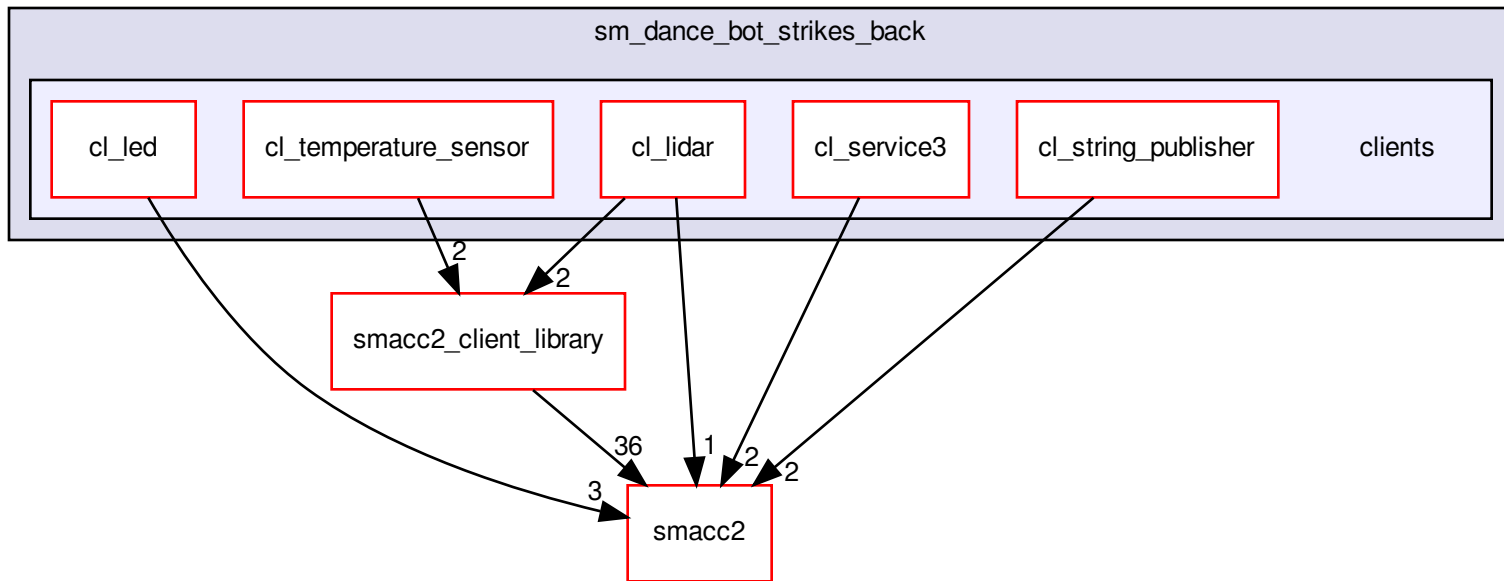 sm_dance_bot_strikes_back
cl_led
cl_temperature_sensor
cl_lidar
cl_service3
cl_string_publisher
clients
2
2
smacc2_client_library
36
1
2
2
3
smacc2